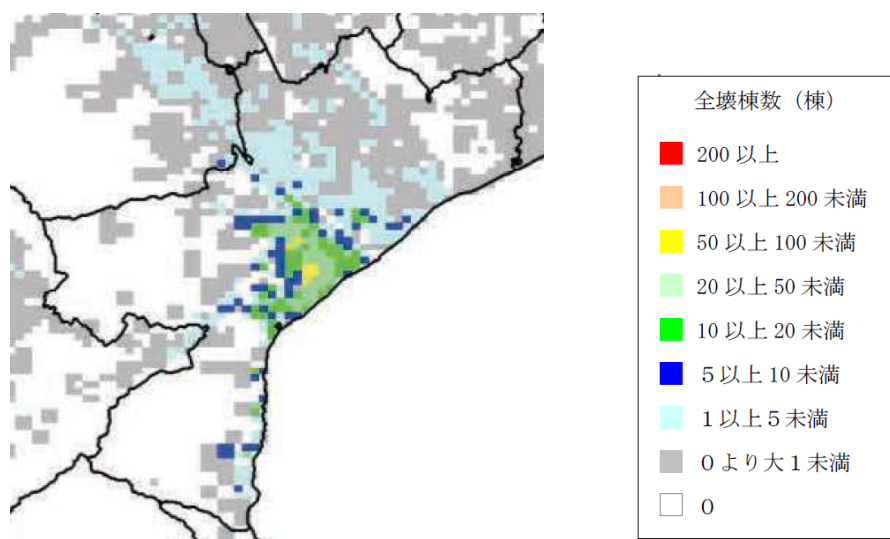 全壊棟数（棟）
200 以上
100 以上 200 未満
50 以上 100 未満
20 以上 50 未満
10 以上 20 未満
５以上 10 未満
１以上５未満
０より大１未満
０